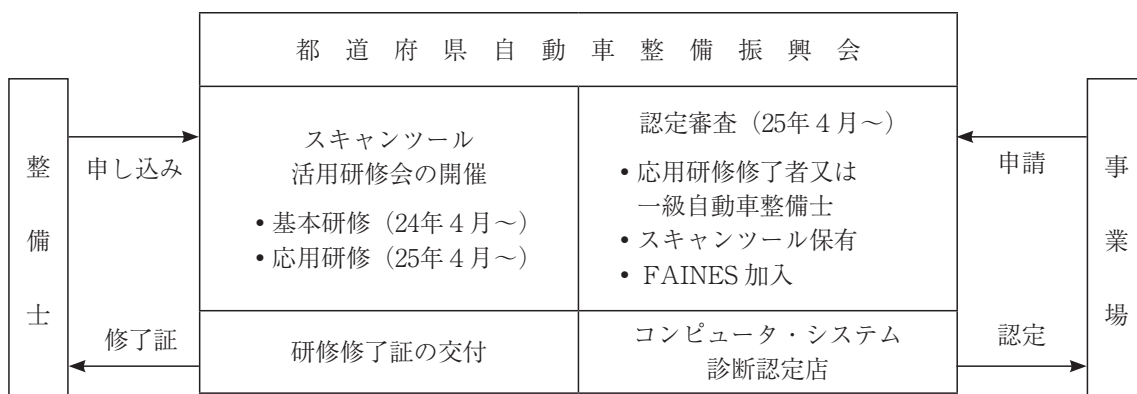 都道府県自動車整備振興会
整備士
申し込み
修了証
スキャンツール
活用研修会の開催
•基本研修（24年４月～）
•応用研修（25年４月～）
研修修了証の交付
認定審査（25年４月～）
•応用研修修了者又は
一級自動車整備士
•スキャンツール保有
•FAINES加入
コンピュータ・システム
診断認定店
申請
認定
事業場